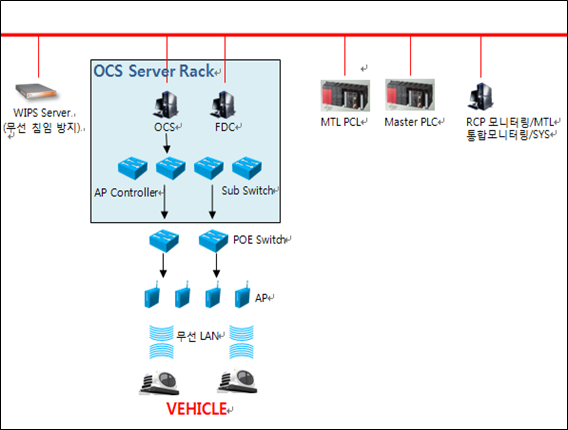 OCS Server Rack
WIPS Server.
(무선 침임 방지).
OCS
FDC
MTL PCL
Master PLC
RCP 모니터링/MTL
통합모니터링/SYS
AP Controller
Sub Switch
POE Switch
AP
무선 LAN
VEHICLE